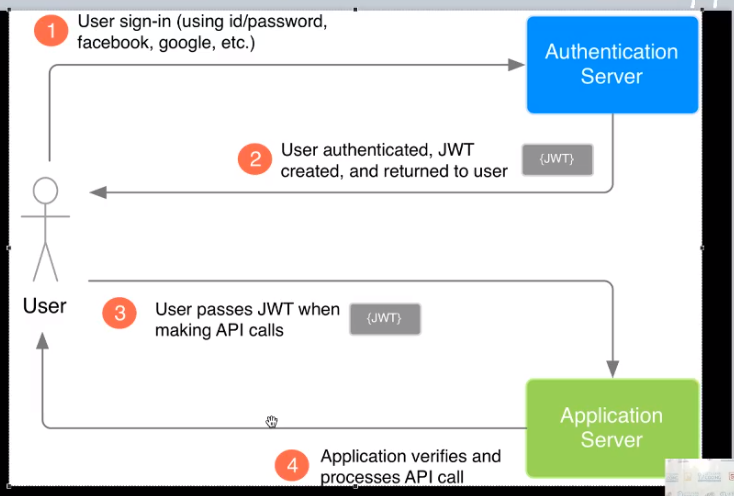 1
User sign-in (using id/password,
facebook, google, etc.)
Authentication
Server
2
User authenticated, JWT
created, and returned to user
{JWT}
User
3
User passes JWT when
making API calls
{JWT}
Application
Server
4
Application verifies and
processes API call